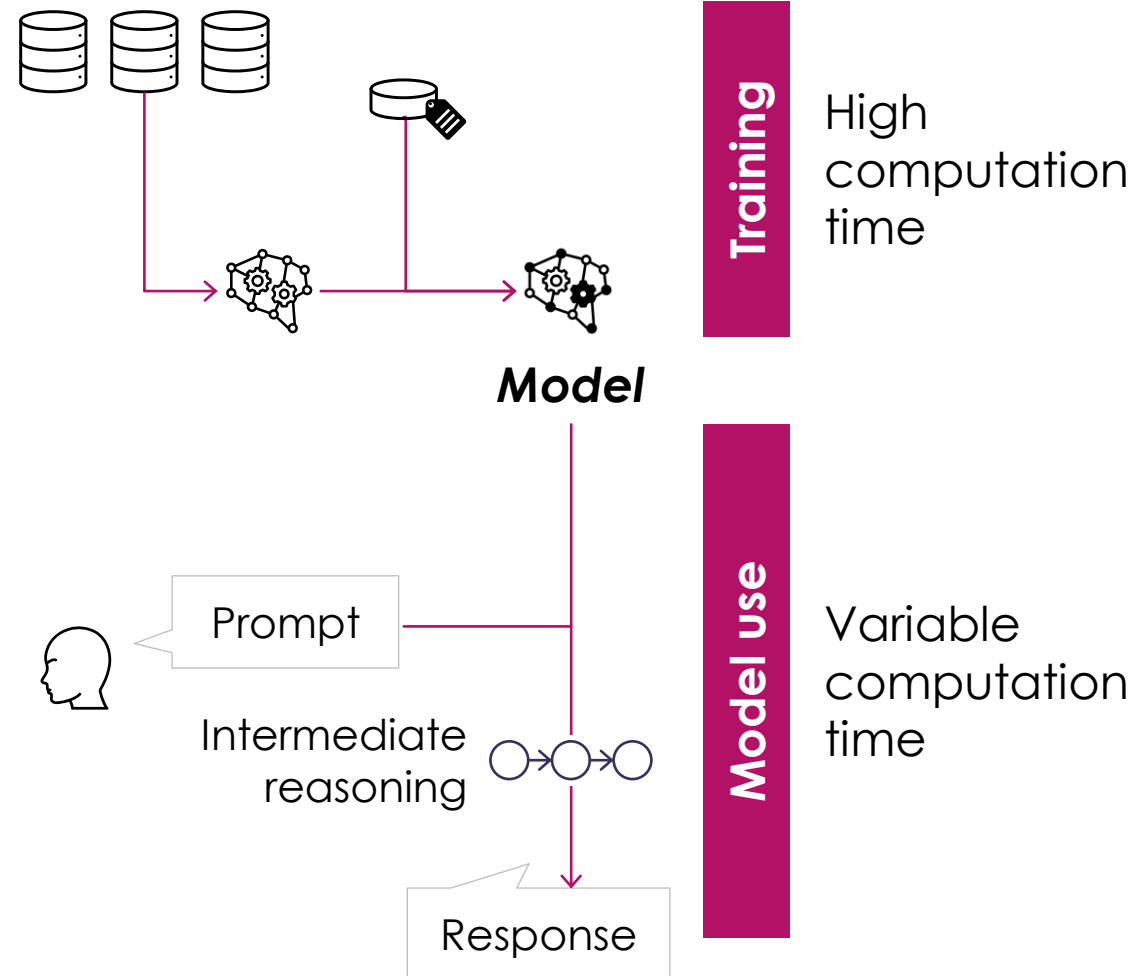 Training
High
computation
time
Model
Prompt
Intermediate
reasoning
Response
Model use
Variable
computation
time